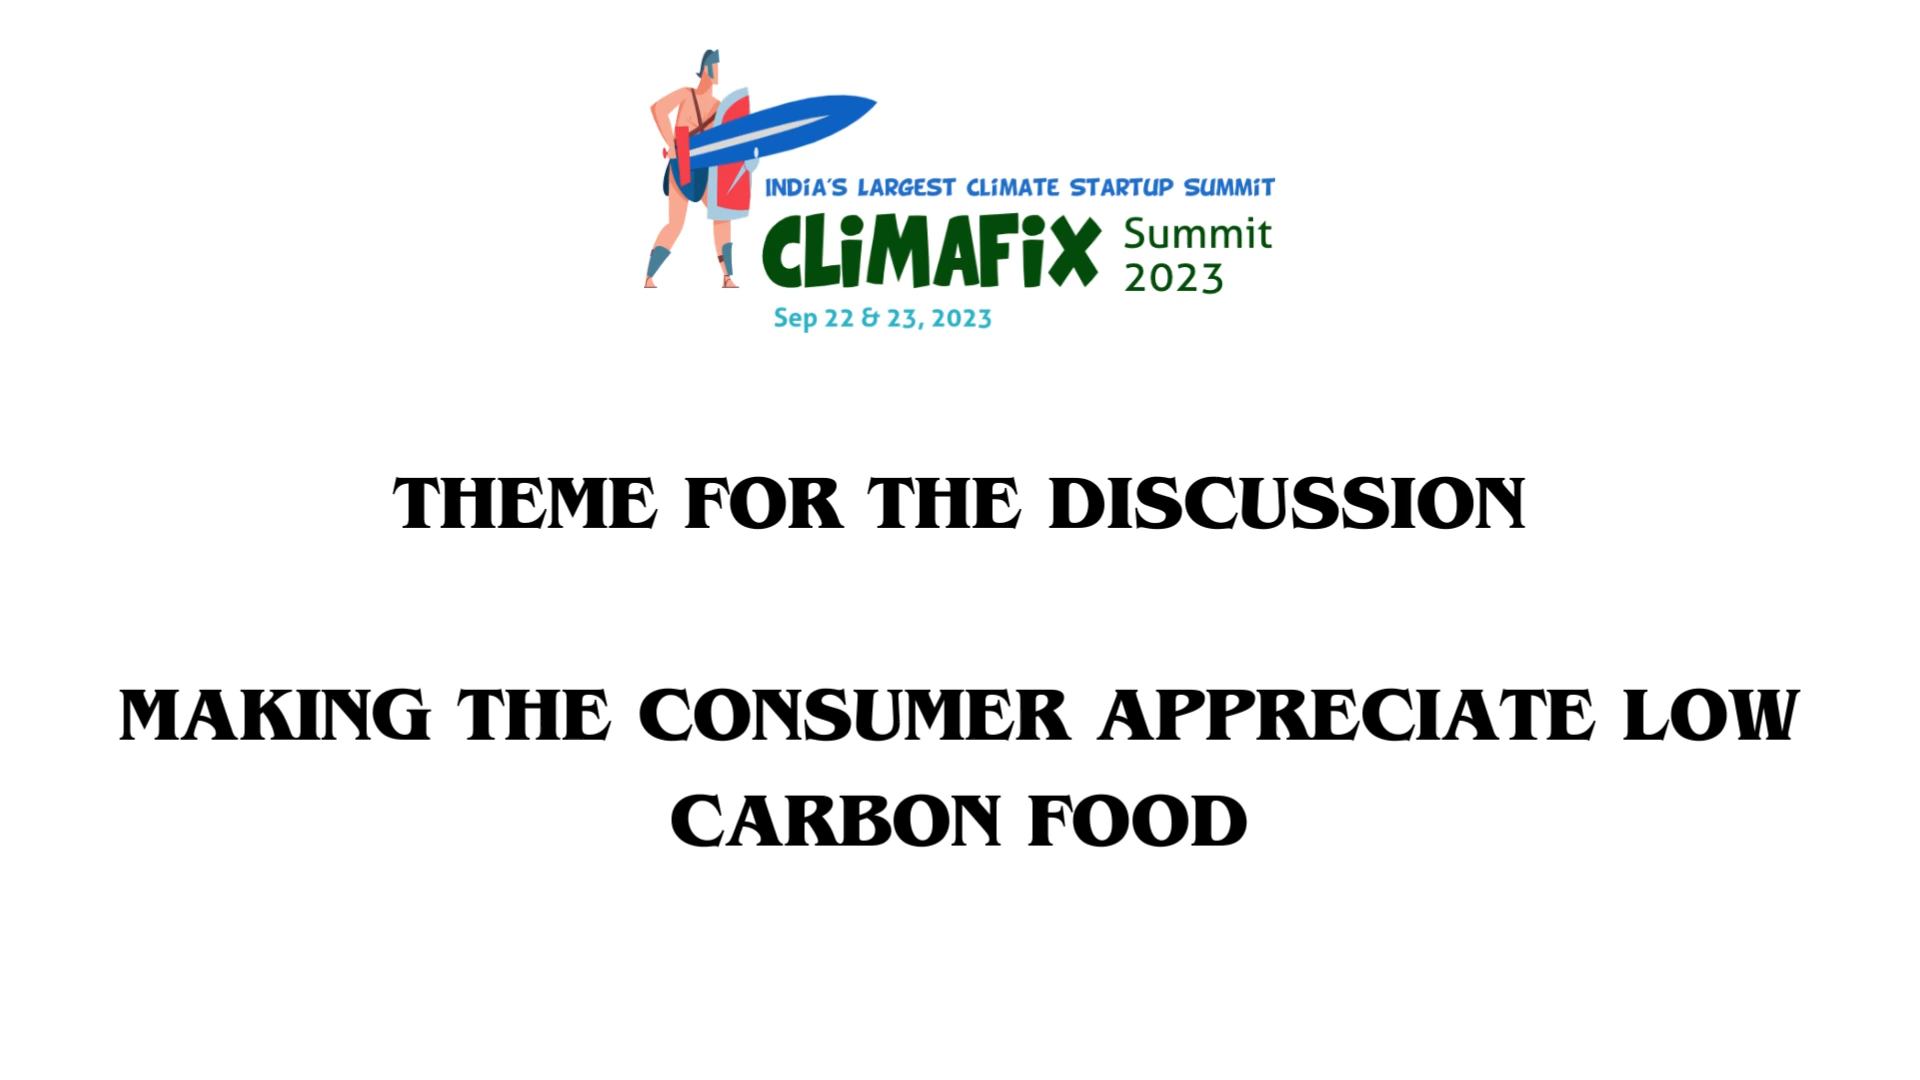 INDiA'S LARGEST CLiMATE STARTUP SUMMiT
CLiMAFiX Summit
2023
Sep 22 & 23, 2023
THEME FOR THE DISCUSSION
MAKING THE CONSUMER APPRECIATE LOW
CARBON FOOD